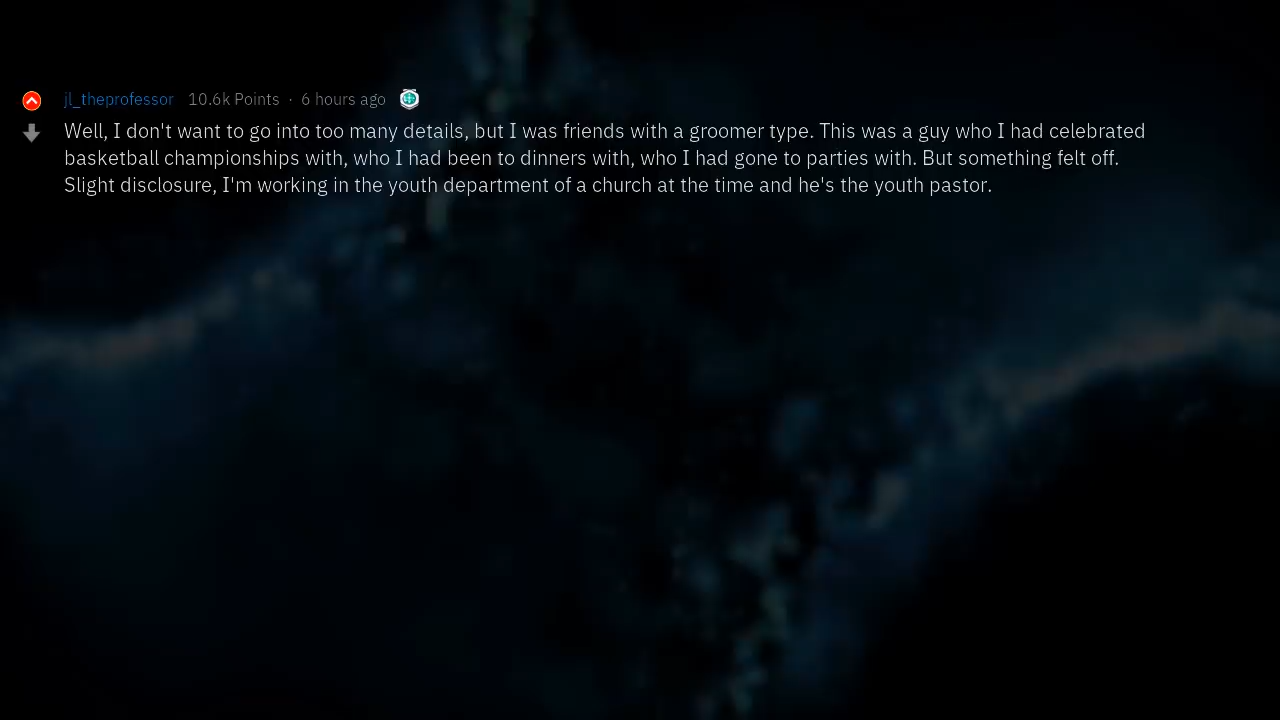 jl_theprofessor 10.6k Points · 6 hours ago
Well, I don't want to go into too many details, but I was friends with a groomer type. This was a guy who I had celebrated
basketball championships with, who I had been to dinners with, who I had gone to parties with. But something felt off.
Slight disclosure, I'm working in the youth department of a church at the time and he's the youth pastor.